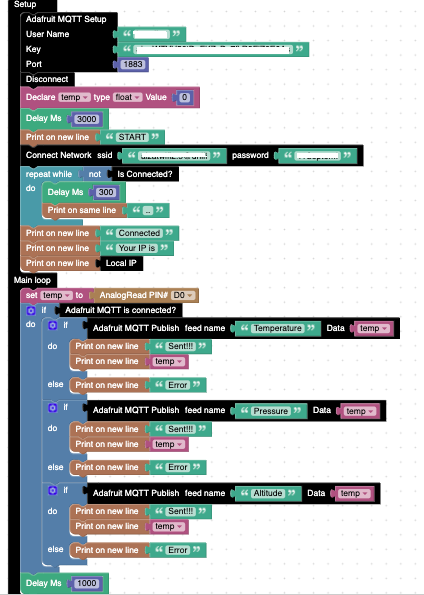 Setup
Adafruit MQTT Setup
User Name “ ”
Key “ ”
Port 1883
Disconnect
Declare temp type float Value 0
Delay Ms 3000
Print on new line “ START ”
Connect Network ssid “ ” password “ ”
repeat while not Is Connected?
do Delay Ms 300
Print on same line “ .. ”
Print on new line “ Connected ”
Print on new line “ Your IP is ”
Print on new line Local IP
Main loop
set temp to AnalogRead PIN# D0
if Adafruit MQTT is connected?
do if Adafruit MQTT Publish feed name “ Temperature ” Data temp
do Print on new line “ Sent!!! ”
Print on new line temp
else Print on new line “ Error ”
if Adafruit MQTT Publish feed name “ Pressure ” Data temp
do Print on new line “ Sent!!! ”
Print on new line temp
else Print on new line “ Error ”
if Adafruit MQTT Publish feed name “ Altitude ” Data temp
do Print on new line “ Sent!!! ”
Print on new line temp
else Print on new line “ Error ”
Delay Ms 1000